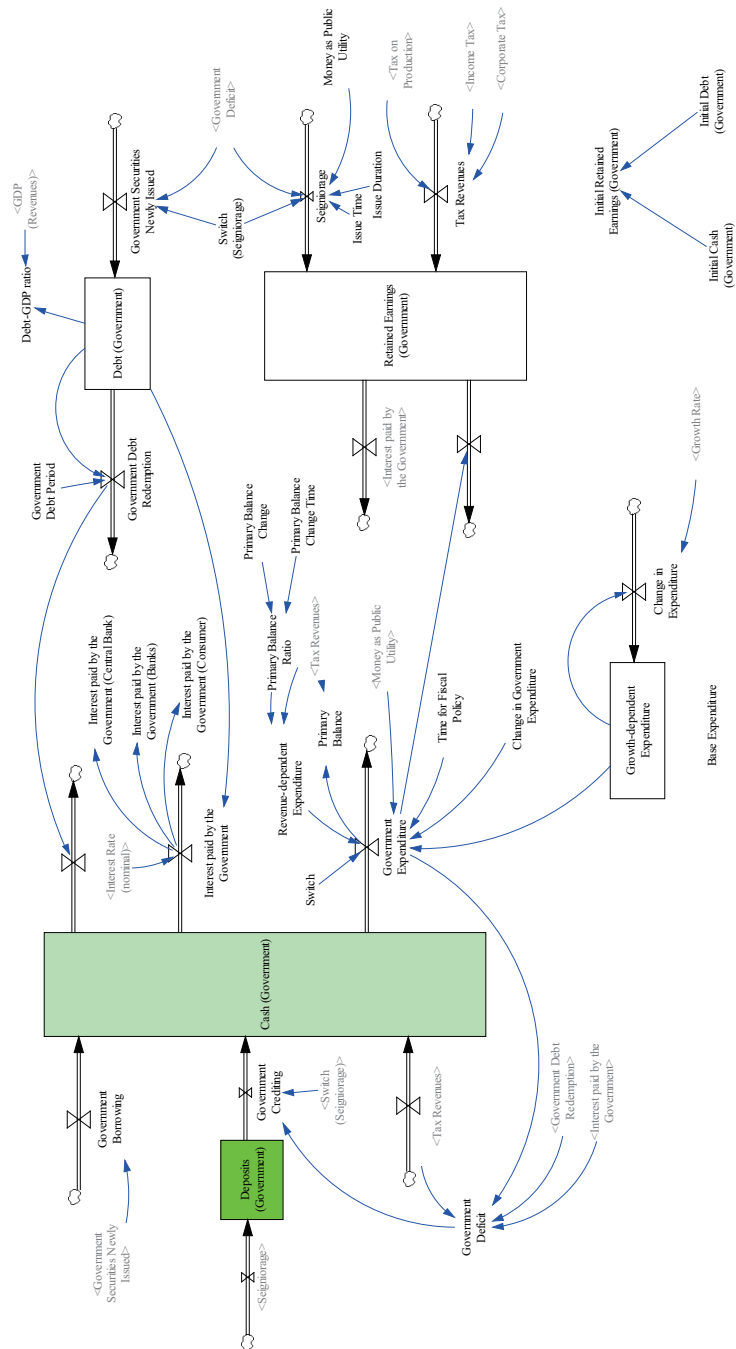 <Government
Securities Newly
Issued>
Government
Borrowing
<Interest Rate
(nominal)>
Interest paid by the
Government (Central Bank)
Interest paid by the
Government (Banks)
Interest paid by the
Government (Consumer)
Interest paid by the
Government
Government
Debt Period
Government Debt
Redemption
Debt (Government)
Debt-GDP ratio
<GDP
(Revenues)>
Government Securities
Newly Issued
<Government
Deficit>
Switch
(Seigniorage)
<Seigniorage>
Deposits
(Government)
Government
Crediting
<Switch
(Seigniorage)>
Cash (Government)
Primary Balance
Change
Primary Balance
Change Time
Primary Balance
Ratio
<Tax Revenues>
Revenue-dependent
Expenditure
Primary
Balance
Switch
Government
Expenditure
<Money as Public
Utility>
Time for Fiscal
Policy
Change in Government
Expenditure
<Interest paid by
the Government>
Retained Earnings
(Government)
Seigniorage
Issue Time
Issue Duration
Money as Public
Utility
<Tax on
Production>
Tax Revenues
<Income Tax>
<Corporate Tax>
<Tax Revenues>
Government
Deficit
<Government Debt
Redemption>
<Interest paid by the
Government>
Growth-dependent
Expenditure
Change in
Expenditure
<Growth Rate>
Base Expenditure
Initial Retained
Earnings (Government)
Initial Cash
(Government)
Initial Debt
(Government)